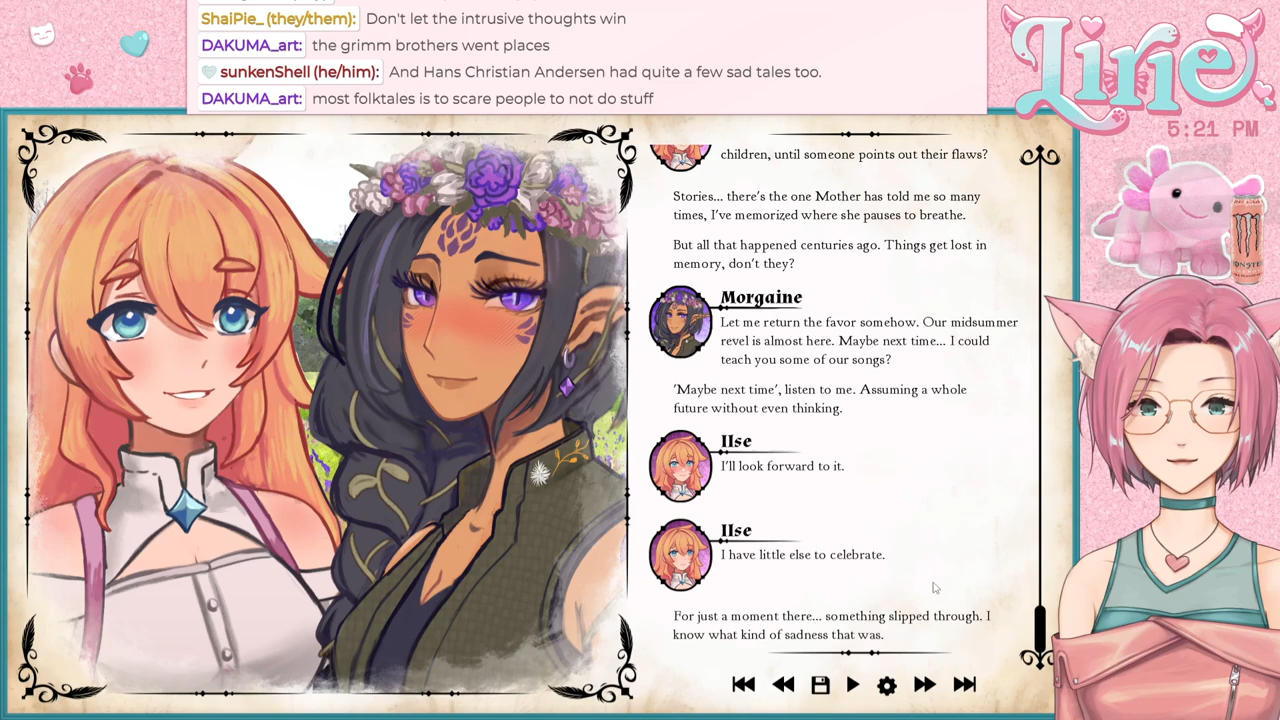 ShaiPie_ (they/them): Don't let the intrusive thoughts win
DAKUMA_art: the grimm brothers went places
sunkenShell (he/him): And Hans Christian Andersen had quite a few sad tales too.
DAKUMA_art: most folktales is to scare people to not do stuff
Lirie
5:21 PM
children, until someone points out their flaws?
Stories... there's the one Mother has told me so many
times, I've memorized where she pauses to breathe.
But all that happened centuries ago. Things get lost in
memory, don't they?
Morgaine
Let me return the favor somehow. Our midsummer
revel is almost here. Maybe next time... I could
teach you some of our songs?
'Maybe next time', listen to me. Assuming a whole
future without even thinking.
Ilse
I'll look forward to it.
Ilse
I have little else to celebrate.
For just a moment there... something slipped through. I
know what kind of sadness that was.
MONSTER